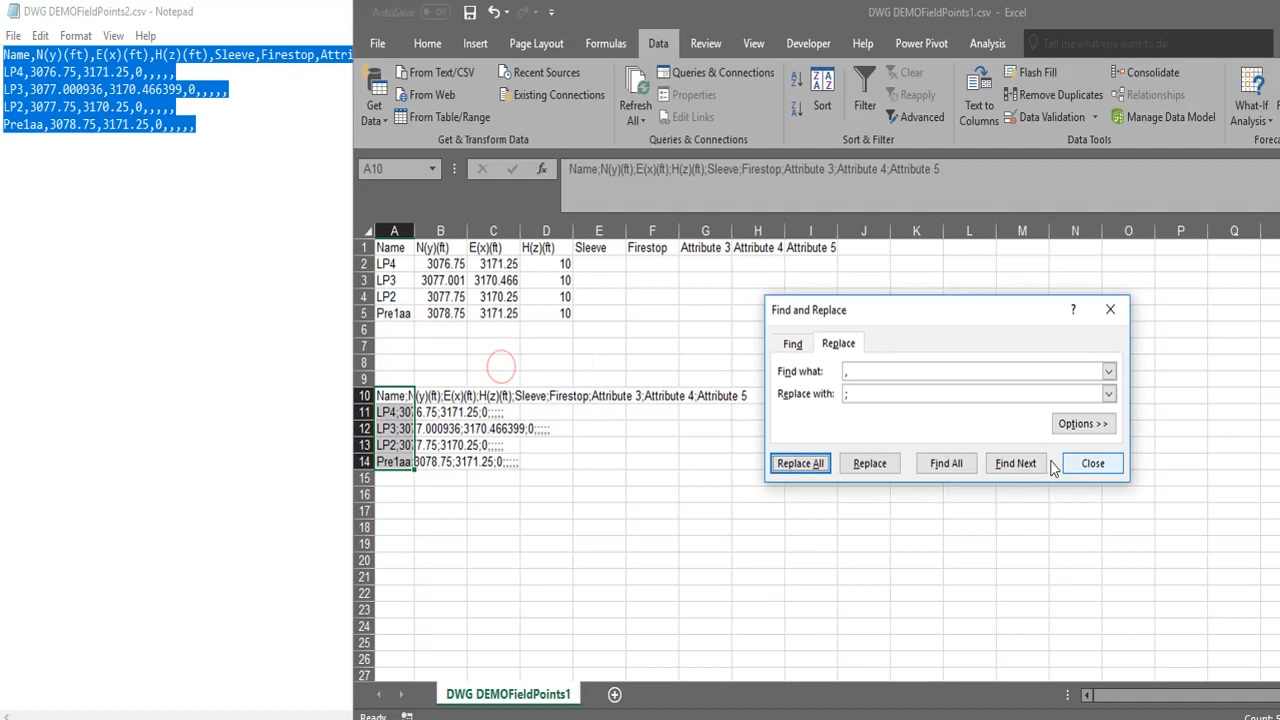 DWG DEMOFieldPoints2.csv - Notepad
File Edit Format View Help
Name,N(y)(ft),E(x)(ft),H(z)(ft),Sleeve,Firestop,Attri
LP4,3076.75,3171.25,0,,,,,
LP3,3077.000936,3170.466399,0,,,,,
LP2,3077.75,3170.25,0,,,,,
Pre1aa,3078.75,3171.25,0,,,,,
AutoSave Off
DWG DEMOFieldPoints1.csv - Excel
File Home Insert Page Layout Formulas Data Review View Developer Help Power Pivot Analysis Tell me what you want to do
Get Data
From Text/CSV
From Web
From Table/Range
Recent Sources
Existing Connections
Get & Transform Data
Refresh All
Queries & Connections
Properties
Edit Links
Queries & Connections
Sort
Filter
Clear
Reapply
Advanced
Sort & Filter
Text to Columns
Flash Fill
Remove Duplicates
Data Validation
Consolidate
Relationships
Manage Data Model
Data Tools
What-If Analysis
Foreca
A10
fx
Name;N(y)(ft);E(x)(ft);H(z)(ft);Sleeve;Firestop;Attribute 3;Attribute 4;Attribute 5
A B C D E F G H I J K L M N O P Q
1 Name N(y)(ft) E(x)(ft) H(z)(ft) Sleeve Firestop Attribute 3 Attribute 4 Attribute 5
2 LP4 3076.75 3171.25 10
3 LP3 3077.001 3170.466 10
4 LP2 3077.75 3170.25 10
5 Pre1aa 3078.75 3171.25 10
6
7
8
9
10 Name;N(y)(ft);E(x)(ft);H(z)(ft);Sleeve;Firestop;Attribute 3;Attribute 4;Attribute 5
11 LP4;3076.75;3171.25;0;;;;;
12 LP3;3077.000936;3170.466399;0;;;;;
13 LP2;3077.75;3170.25;0;;;;;
14 Pre1aa;3078.75;3171.25;0;;;;;
15
16
17
18
19
20
21
22
23
24
25
26
27
Find and Replace ?
Find Replace
Find what: ,
Replace with: ;
Options >>
Replace All Replace Find All Find Next Close
DWG DEMOFieldPoints1
Ready